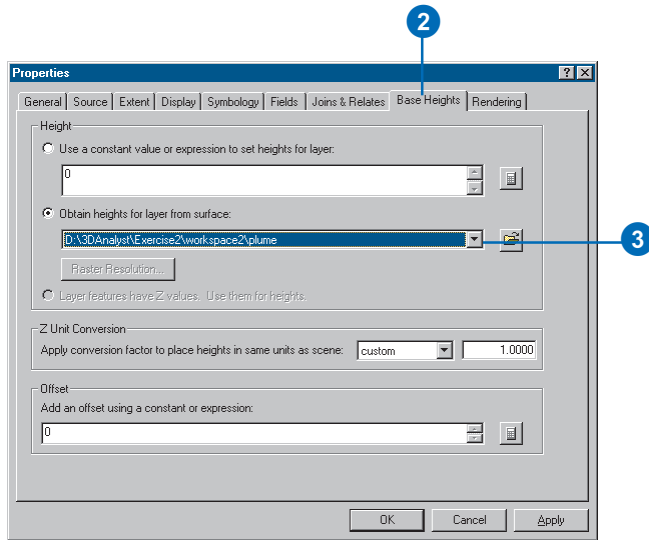 2
Properties
General Source Extent Display Symbology Fields Joins & Relates Base Heights Rendering
Height
Use a constant value or expression to set heights for layer:
0
Obtain heights for layer from surface:
D:\3DAnalyst\Exercise2\workspace2\plume
3
Raster Resolution...
Layer features have Z values. Use them for heights.
Z Unit Conversion
Apply conversion factor to place heights in same units as scene: custom 1.0000
Offset
Add an offset using a constant or expression:
0
OK Cancel Apply